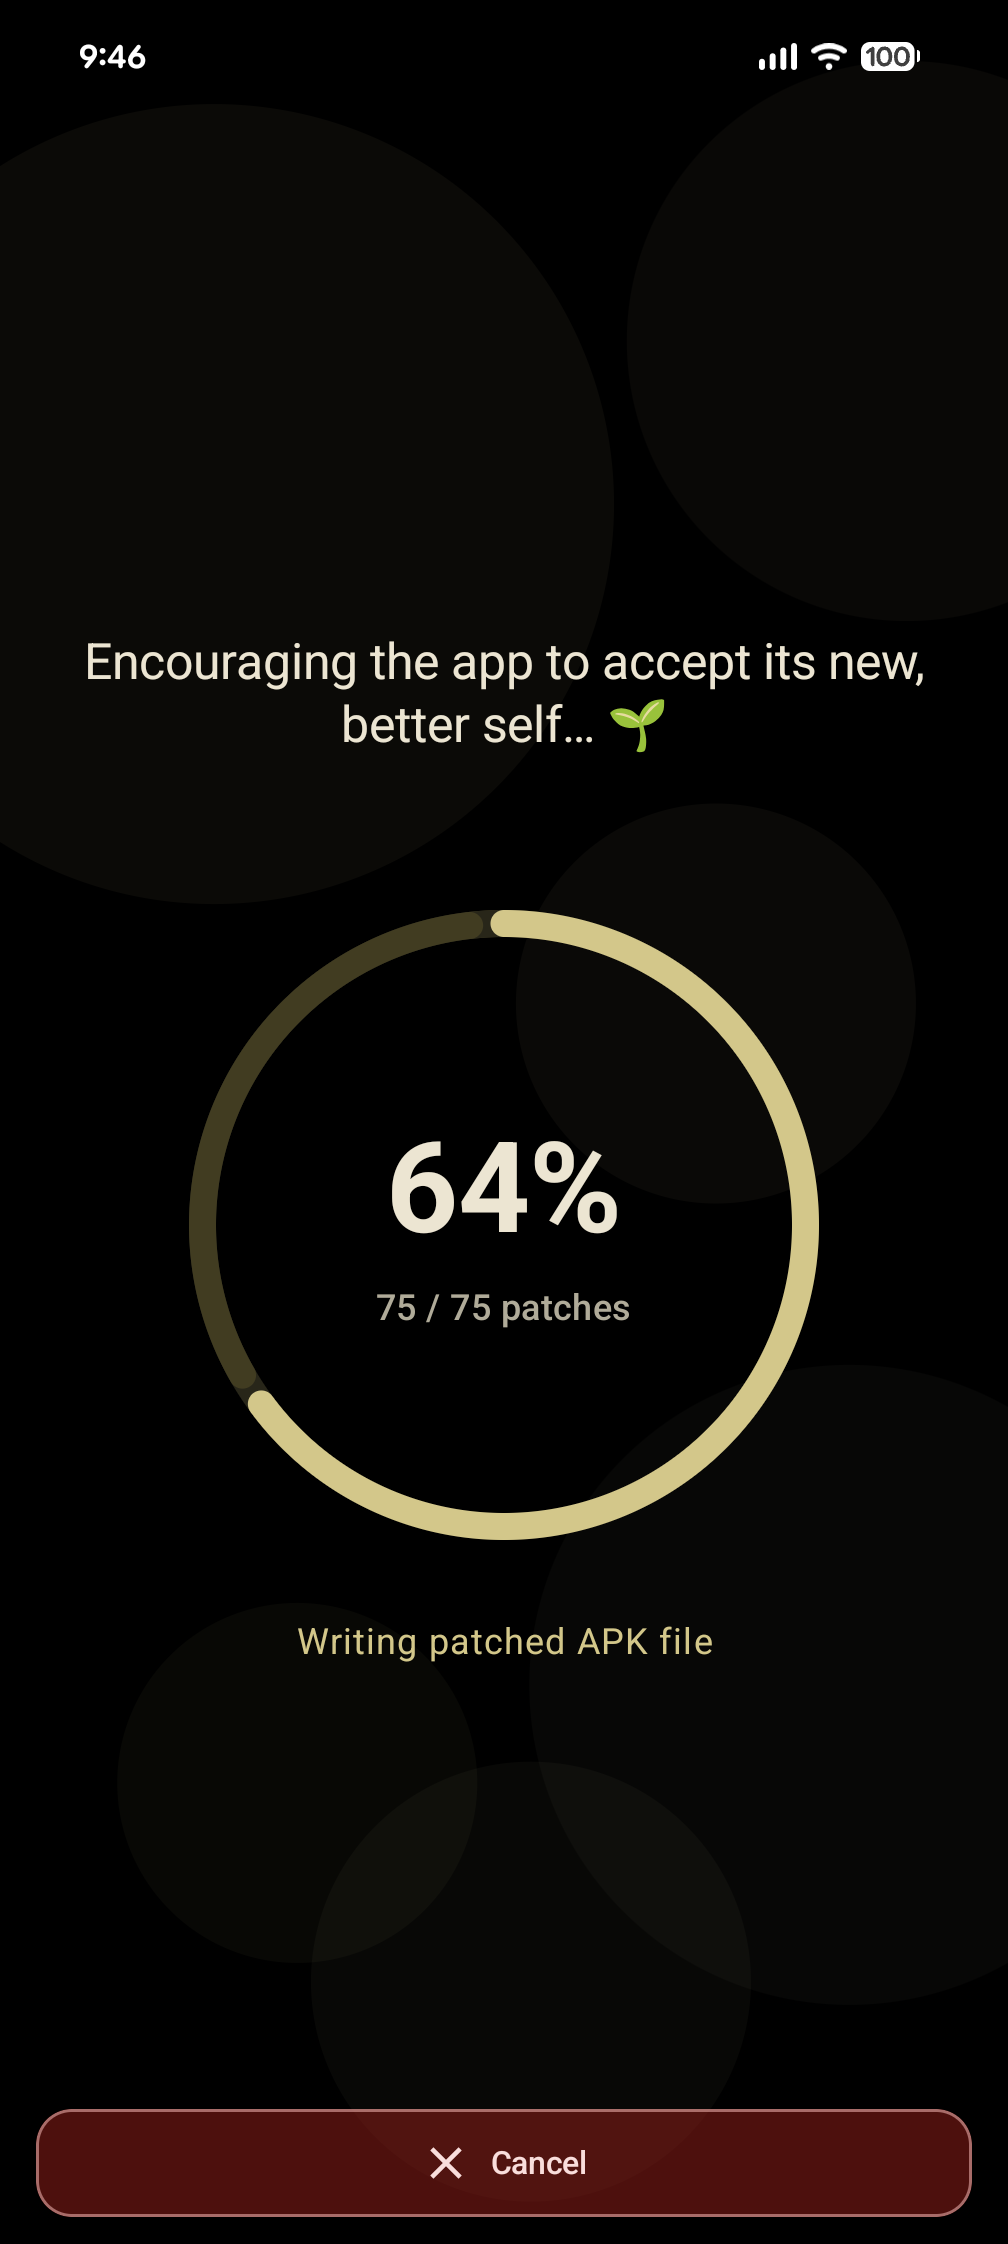 9:46
100
Encouraging the app to accept its new,
better self... 🌱
64%
75 / 75 patches
Writing patched APK file
Cancel